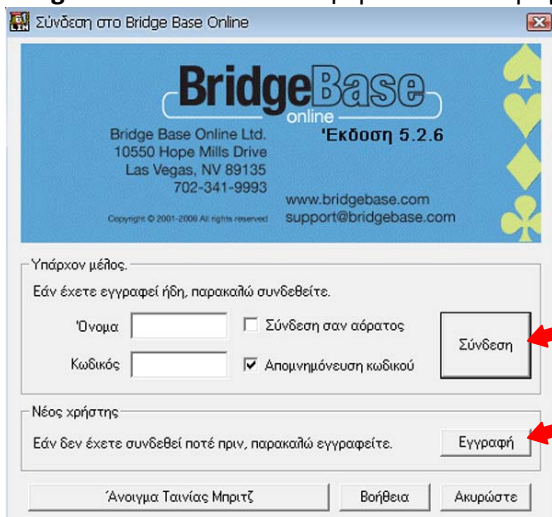 Σύνδεση στο Bridge Base Online
BridgeBase
online
Bridge Base Online Ltd.
Έκδοση 5.2.6
10550 Hope Mills Drive
Las Vegas, NV 89135
702-341-9993
www.bridgebase.com
Copyright © 2001-2006 All rights reserved
support@bridgebase.com
Υπάρχον μέλος.
Εάν έχετε εγγραφεί ήδη, παρακαλώ συνδεθείτε.
Όνομα
Σύνδεση σαν αόρατος
Σύνδεση
Κωδικός
Απομνημόνευση κωδικού
Νέος χρήστης
Εάν δεν έχετε συνδεθεί ποτέ πριν, παρακαλώ εγγραφείτε.
Εγγραφή
Άνοιγμα Ταινίας Μπριτζ
Βοήθεια
Ακυρώστε